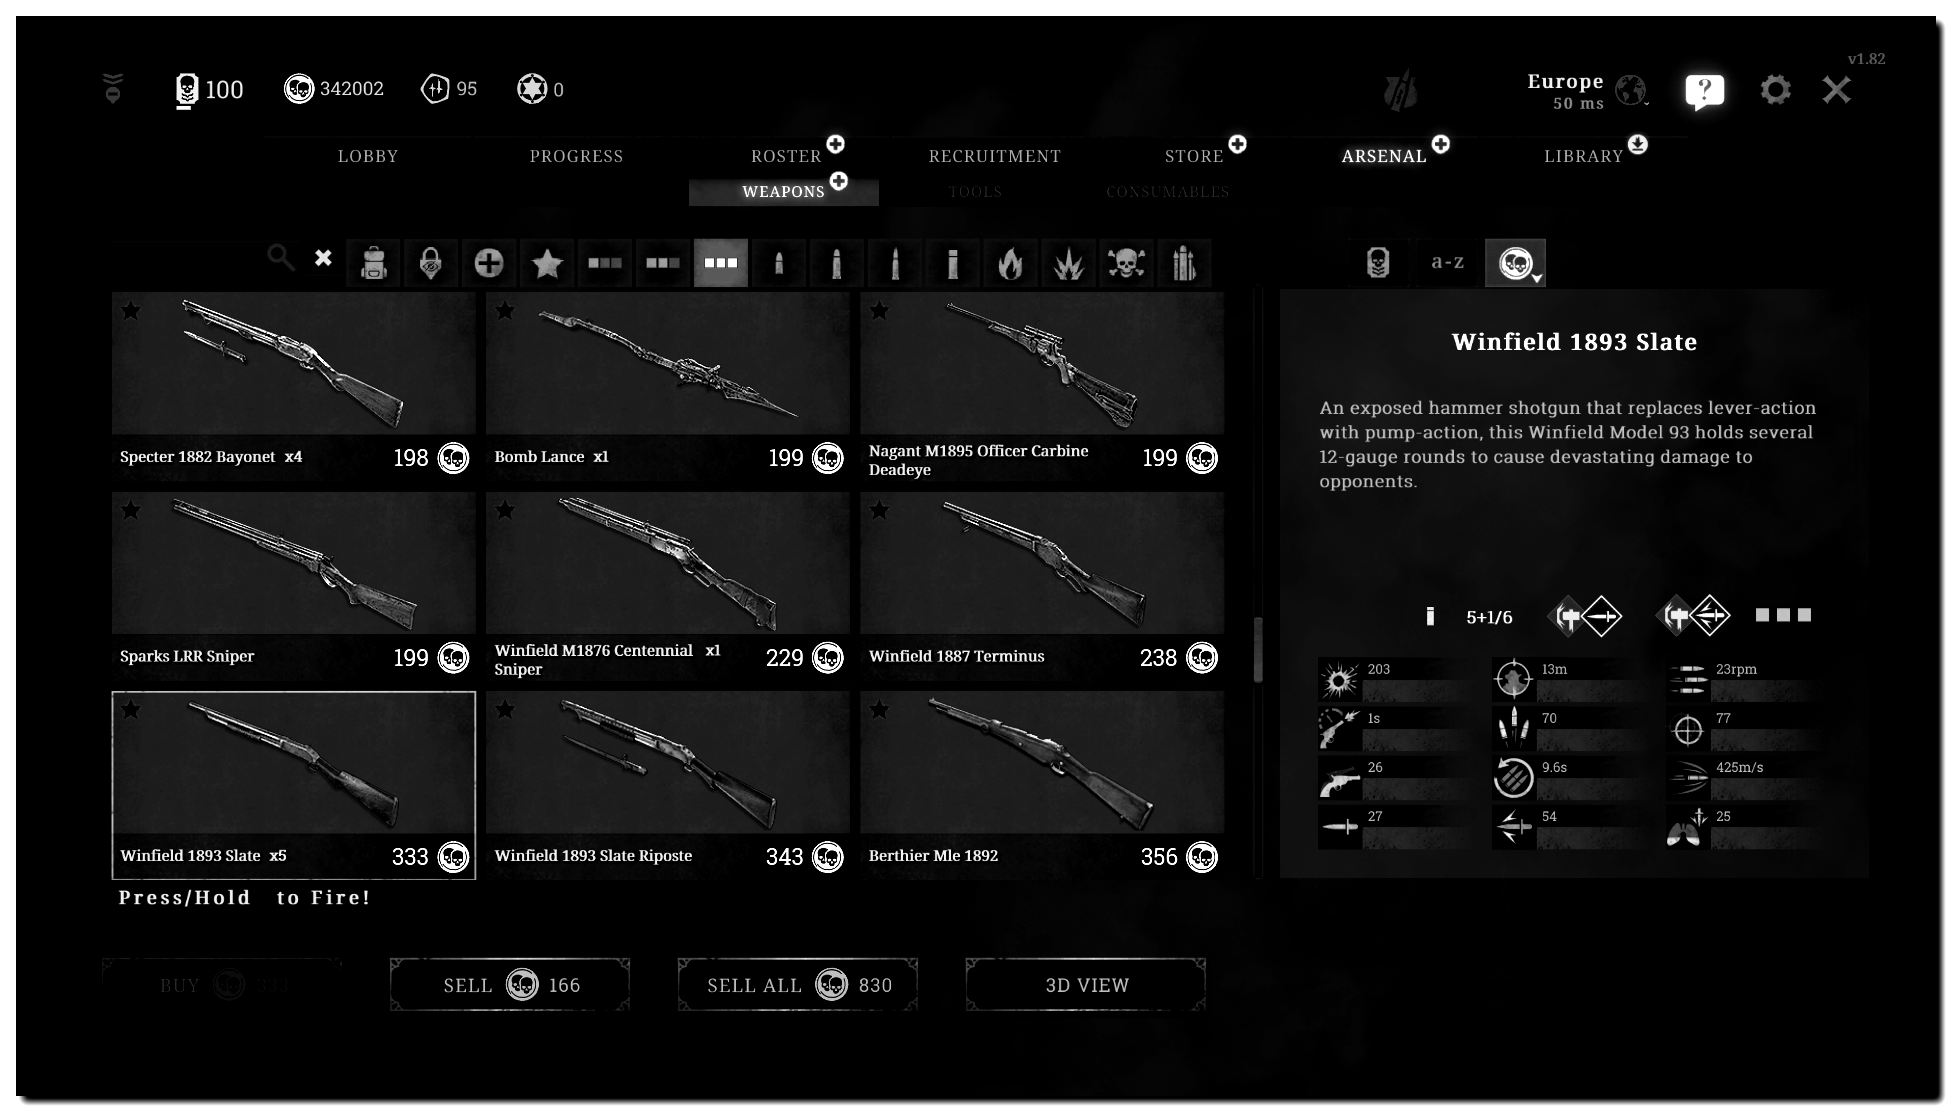 v1.82
100
342002
95
0
Europe
50 ms
?
LOBBY
PROGRESS
ROSTER
RECRUITMENT
STORE
ARSENAL
LIBRARY
WEAPONS
TOOLS
CONSUMABLES
a-z
Specter 1882 Bayonet x4
198
Bomb Lance x1
199
Nagant M1895 Officer Carbine
Deadeye
199
Sparks LRR Sniper
199
Winfield M1876 Centennial x1
Sniper
229
Winfield 1887 Terminus
238
Winfield 1893 Slate x5
333
Winfield 1893 Slate Riposte
343
Berthier Mle 1892
356
Press/Hold to Fire!
BUY 333
SELL 166
SELL ALL 830
3D VIEW
Winfield 1893 Slate
An exposed hammer shotgun that replaces lever-action
with pump-action, this Winfield Model 93 holds several
12-gauge rounds to cause devastating damage to
opponents.
5+1/6
203
13m
23rpm
1s
70
77
26
9.6s
425m/s
27
54
25